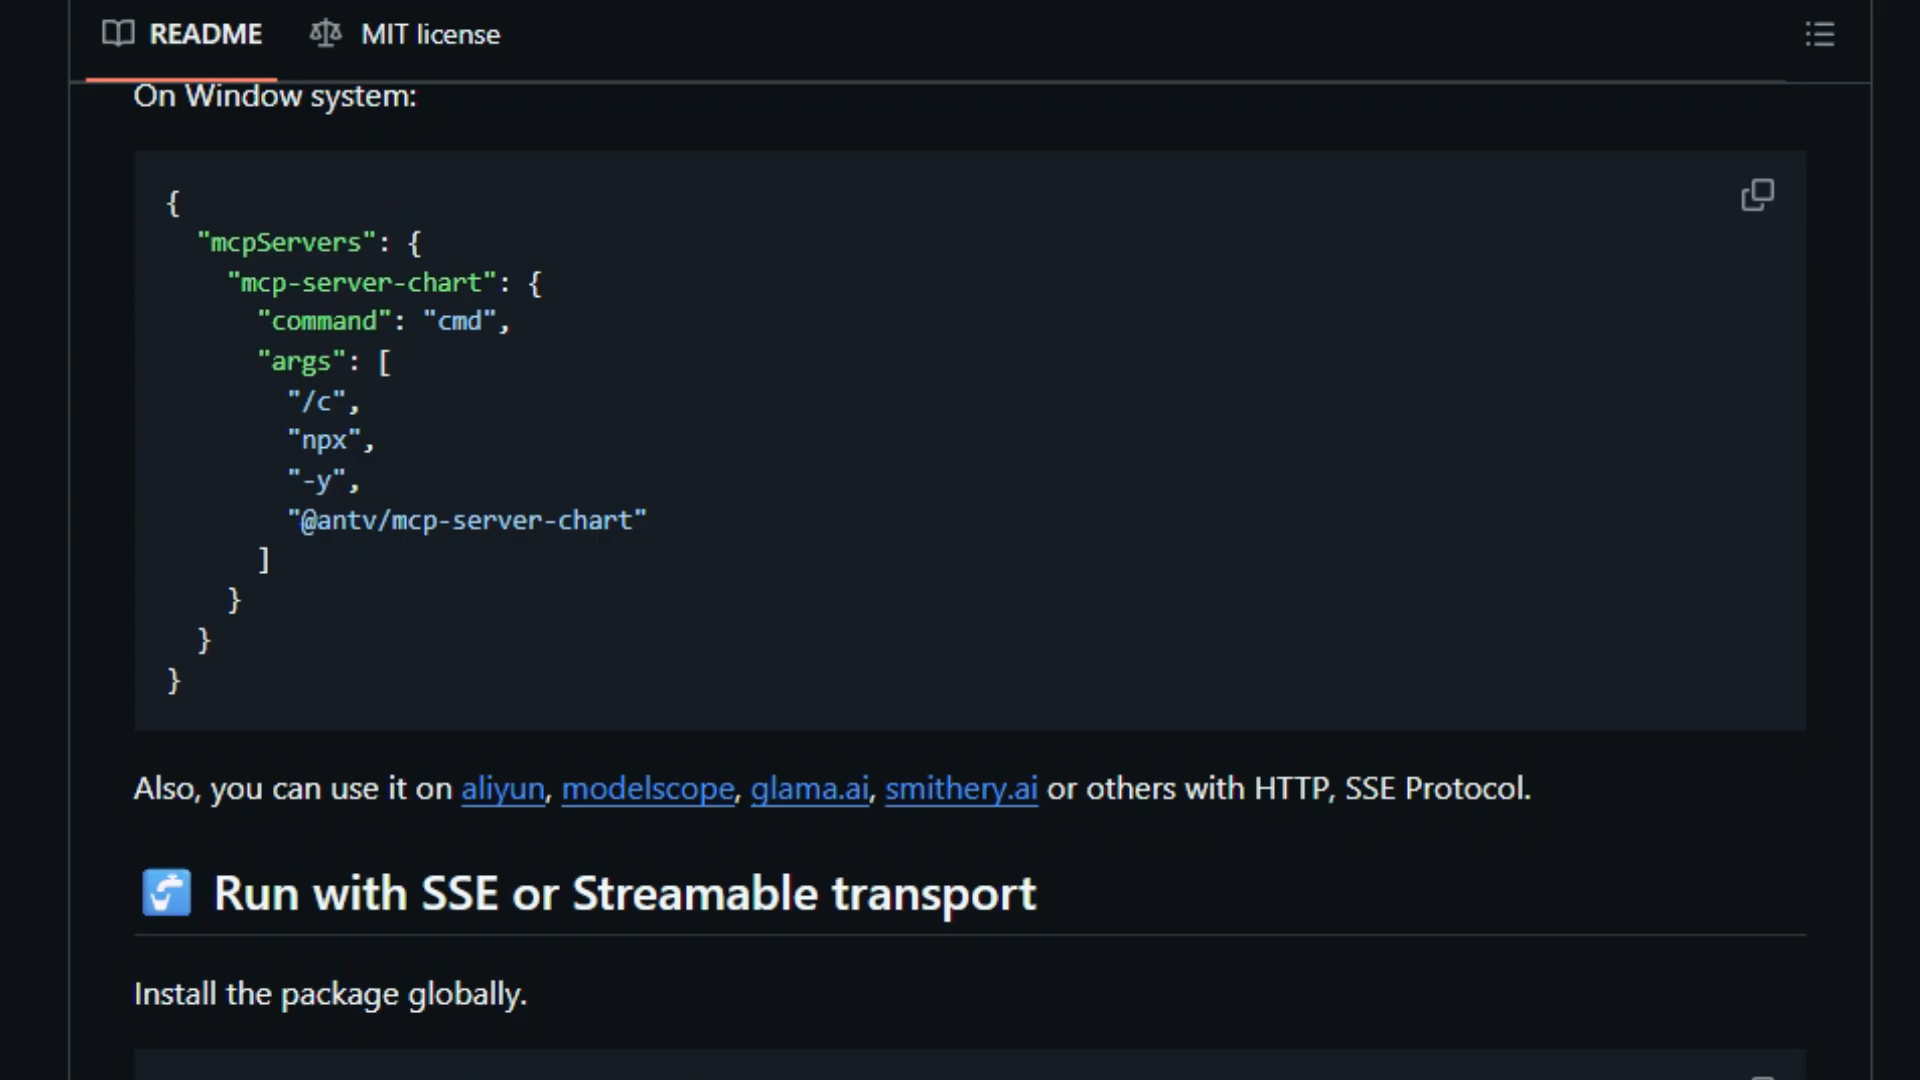 README
MIT license
On Window system:
{
  "mcpServers": {
    "mcp-server-chart": {
      "command": "cmd",
      "args": [
        "/c",
        "npx",
        "-y",
        "@antv/mcp-server-chart"
      ]
    }
  }
}
Also, you can use it on aliyun, modelscope, glama.ai, smithery.ai or others with HTTP, SSE Protocol.
Run with SSE or Streamable transport
Install the package globally.